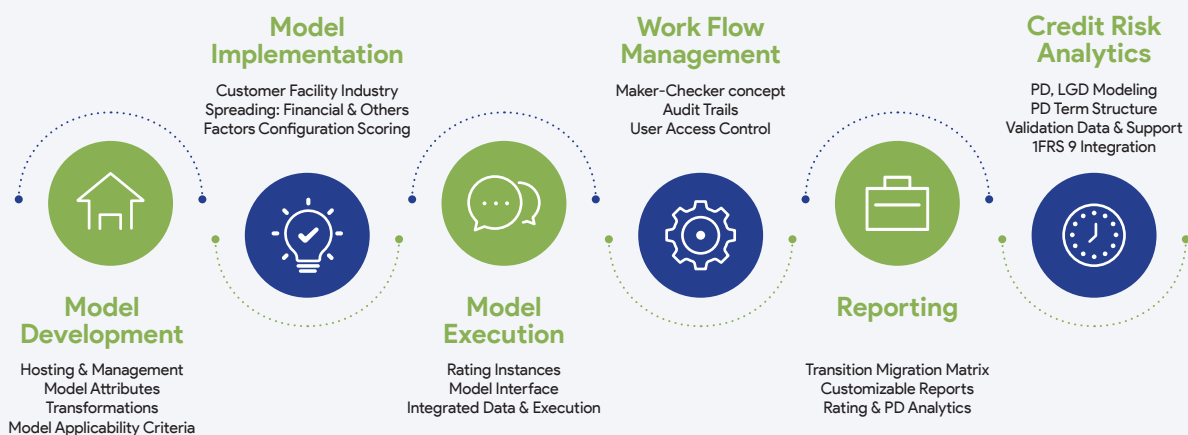 Model
Development
Hosting & Management
Model Attributes
Transformations
Model Applicability Criteria
Model
Implementation
Customer Facility Industry
Spreading: Financial & Others
Factors Configuration Scoring
Model
Execution
Rating Instances
Model Interface
Integrated Data & Execution
Work Flow
Management
Maker-Checker concept
Audit Trails
User Access Control
Reporting
Transition Migration Matrix
Customizable Reports
Rating & PD Analytics
Credit Risk
Analytics
PD, LGD Modeling
PD Term Structure
Validation Data & Support
1FRS 9 Integration